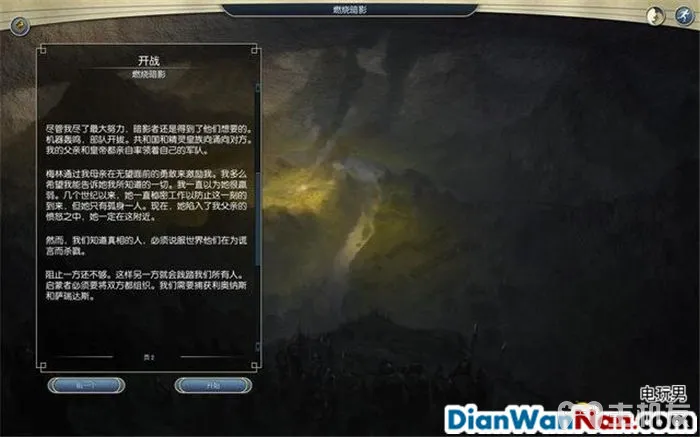 燃烧暗影
开战
燃烧暗影
尽管我尽了最大努力，暗影者还是得到了他们想要的。
机器轰鸣，部队开拔。共和国和精灵皇族向涌向对方。
我的父亲和皇帝都亲自率领着自己的军队。
梅林通过我母亲在无望面前的勇敢来激励我。我多么
希望我能告诉她我所知道的一切。我一直以为她很羸
弱。几个世纪以来，她一直秘密工作以防止这一刻的
到来，但她只有孤身一人。现在，她陷入了我父亲的
愤怒之中，她一定在这附近。
然而，我们知道真相的人，必须说服世界他们在为谎
言而杀戮。
阻止一方还不够。这样另一方就会践踏我们所有人。
启蒙者必须要将双方都组织。我们需要捕获利奥纳斯
和萨瑞达斯。
页 2
前一个
开始
电玩男
DianWanNan.com